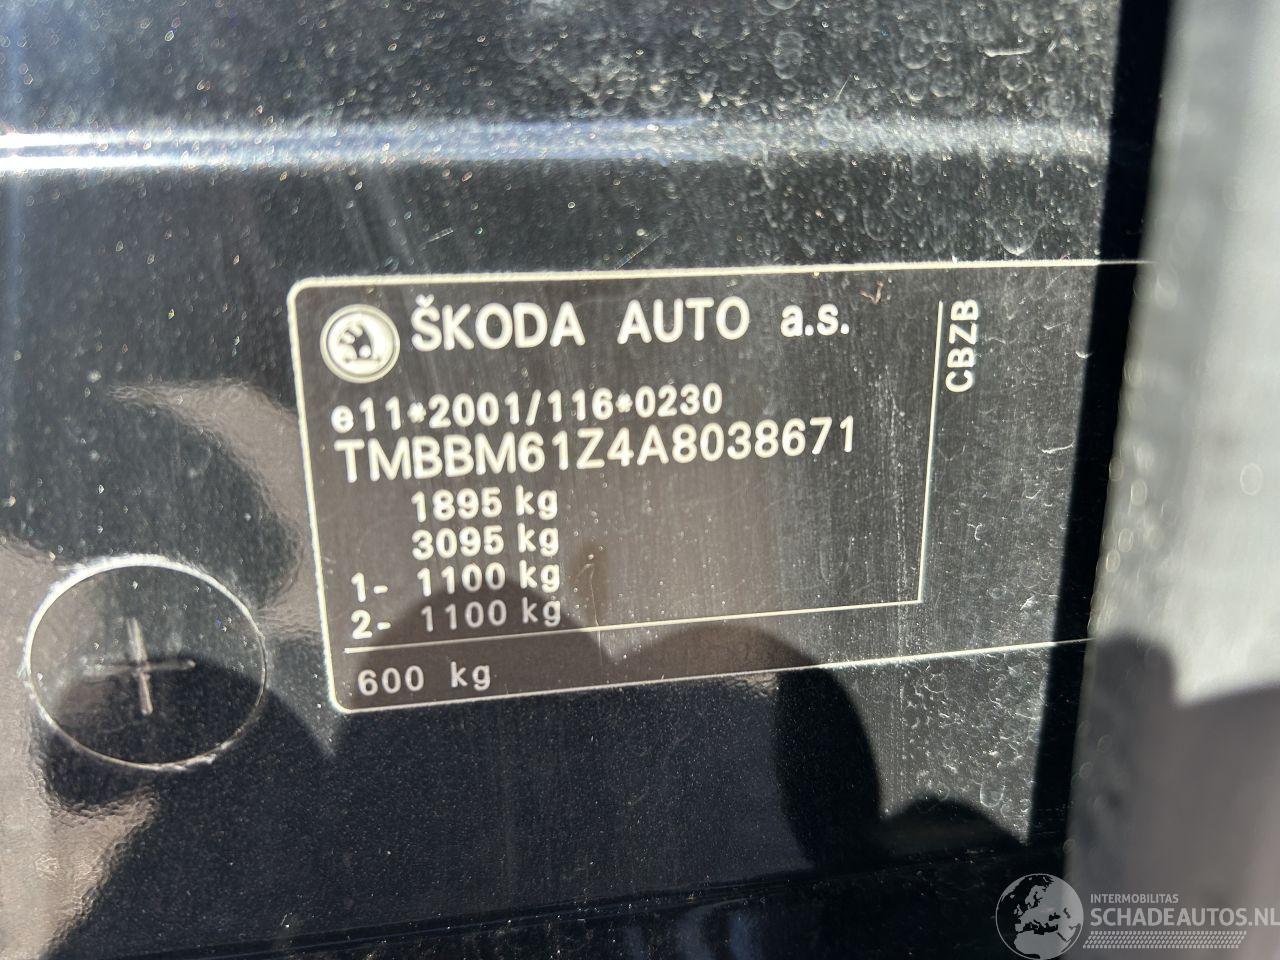 ŠKODA AUTO a.s.
CBZB
e11*2001/116*0230
TMBBM61Z4A8038671
1895 kg
3095 kg
1- 1100 kg
2- 1100 kg
600 kg
INTERMOBILITAS
SCHADEAUTOS.NL